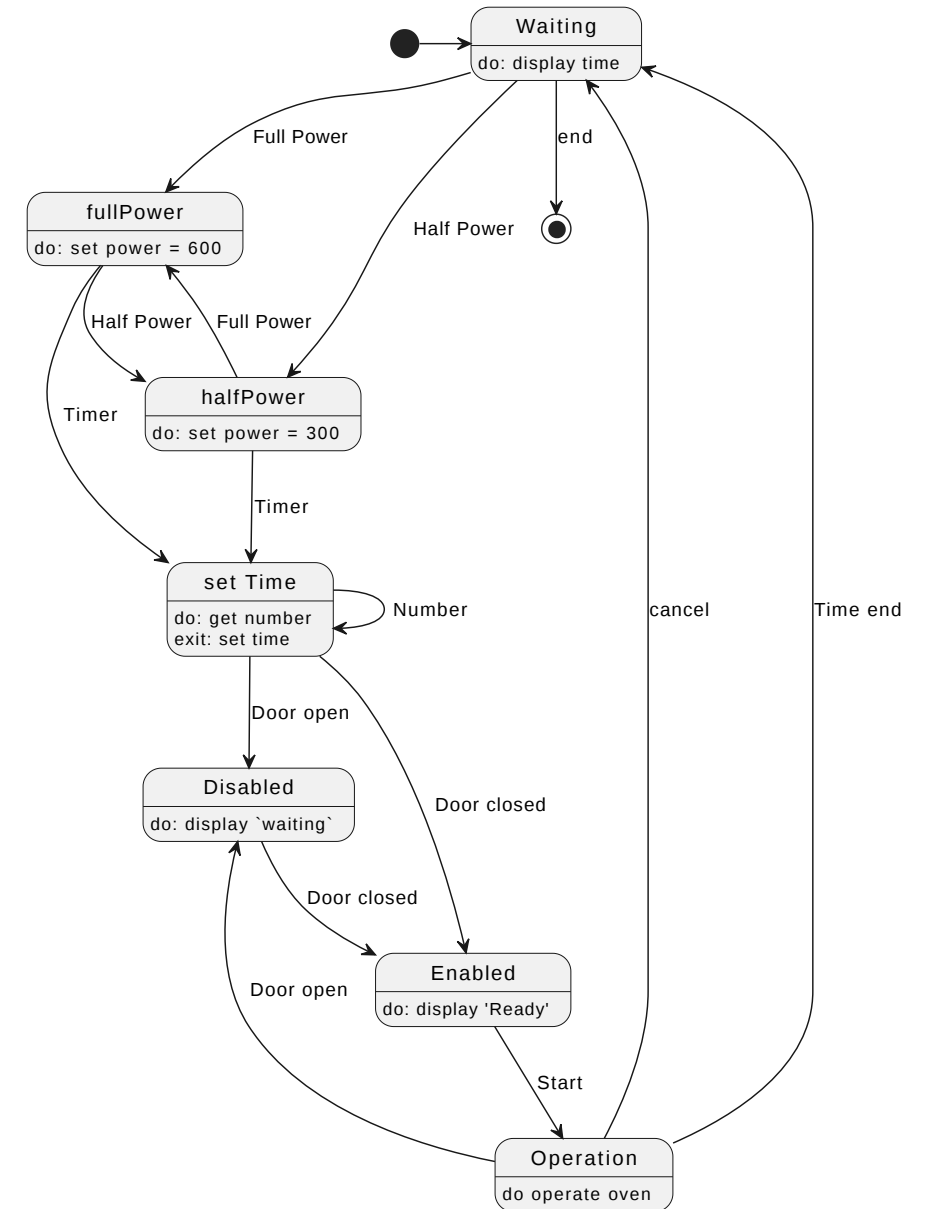 Waiting
do: display time
Full Power
end
fullPower
do: set power = 600
Half Power
Half Power
Full Power
halfPower
do: set power = 300
Timer
Timer
set Time
do: get number
exit: set time
Number
cancel
Time end
Door open
Disabled
do: display `waiting`
Door closed
Door closed
Enabled
do: display 'Ready'
Door open
Start
Operation
do operate oven